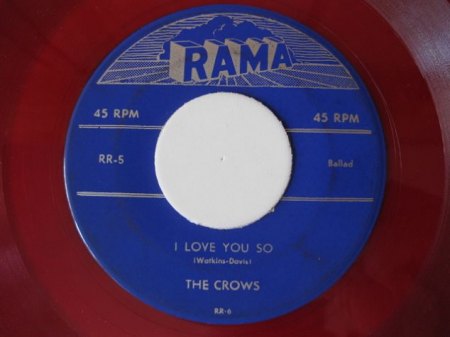 RAMA
45 RPM 45 RPM
RR-5 Ballad
I LOVE YOU SO
(Watkins-Davis)
THE CROWS
RR-6